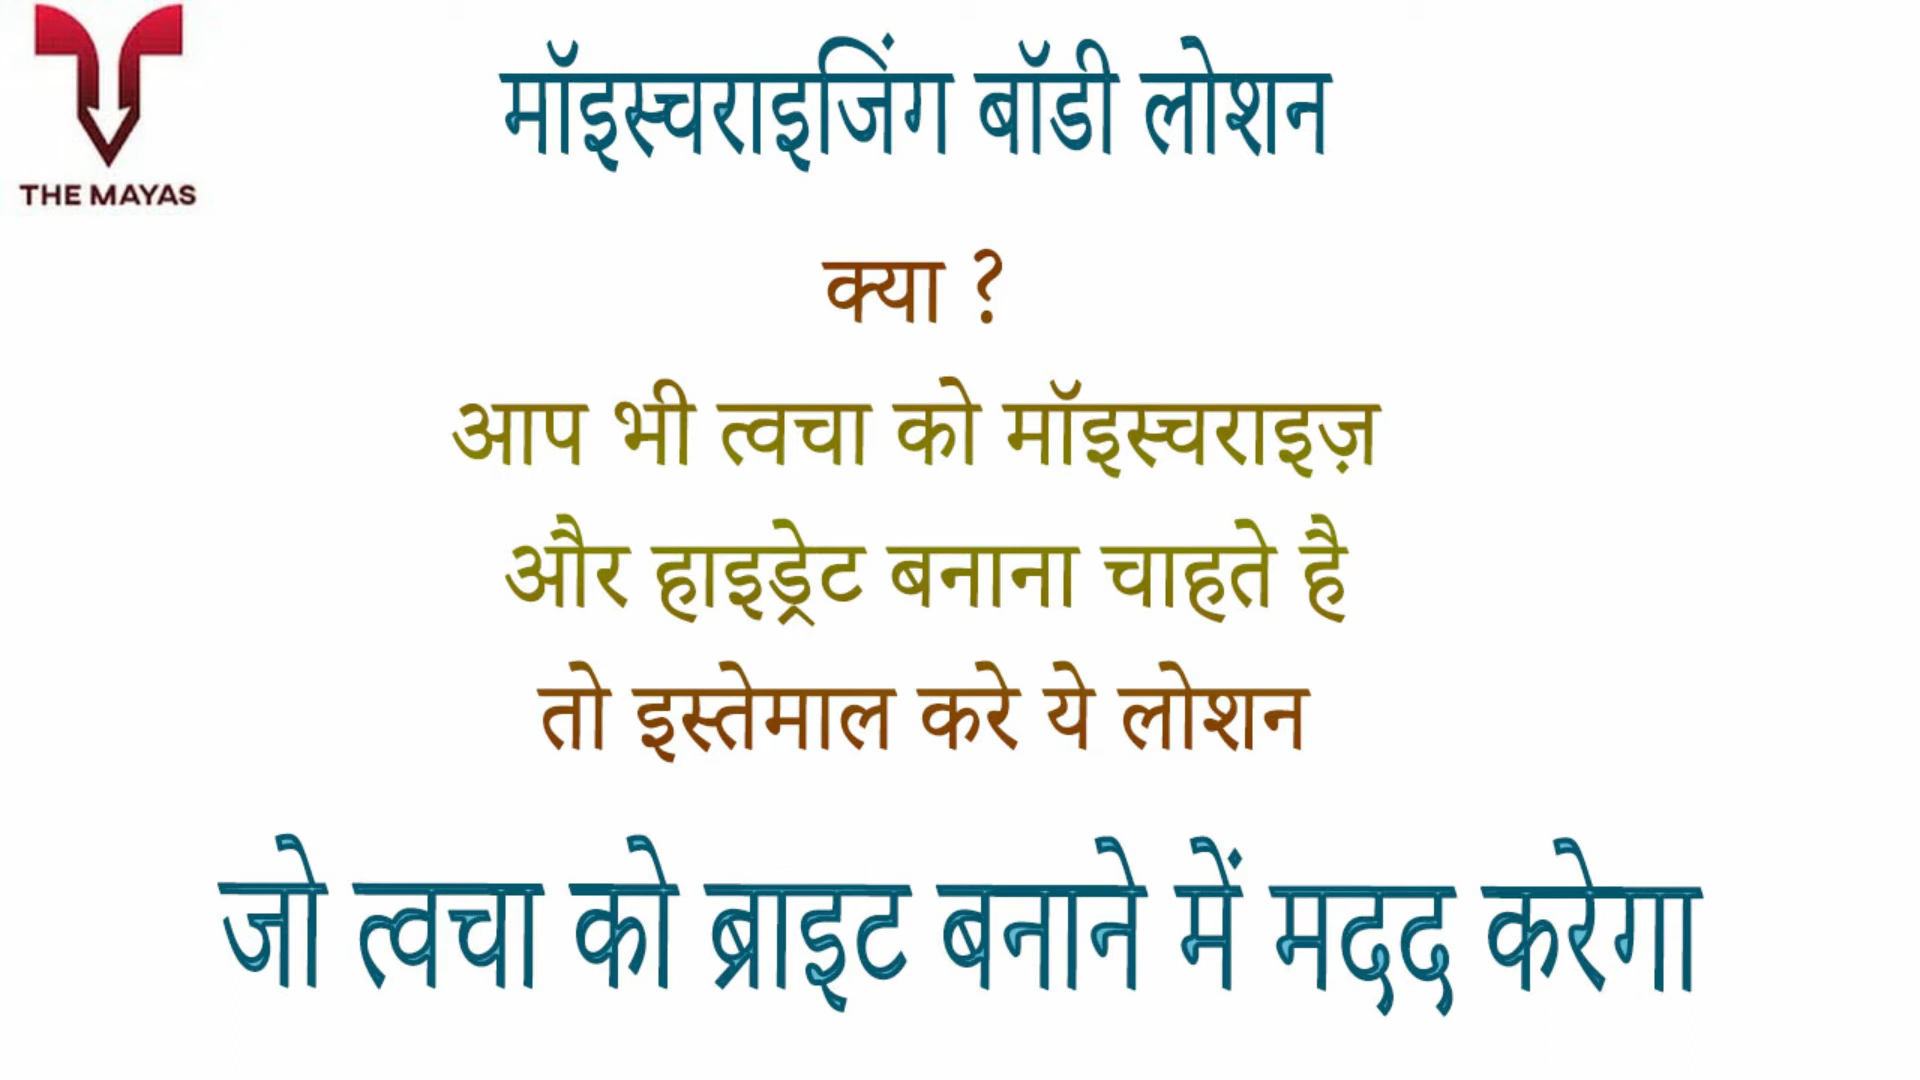 THE MAYAS
मॉइस्चराइजिंग बॉडी लोशन
क्या ?
आप भी त्वचा को मॉइस्चराइज़
और हाइड्रेट बनाना चाहते है
तो इस्तेमाल करे ये लोशन
जो त्वचा को ब्राइट बनाने में मदद करेगा